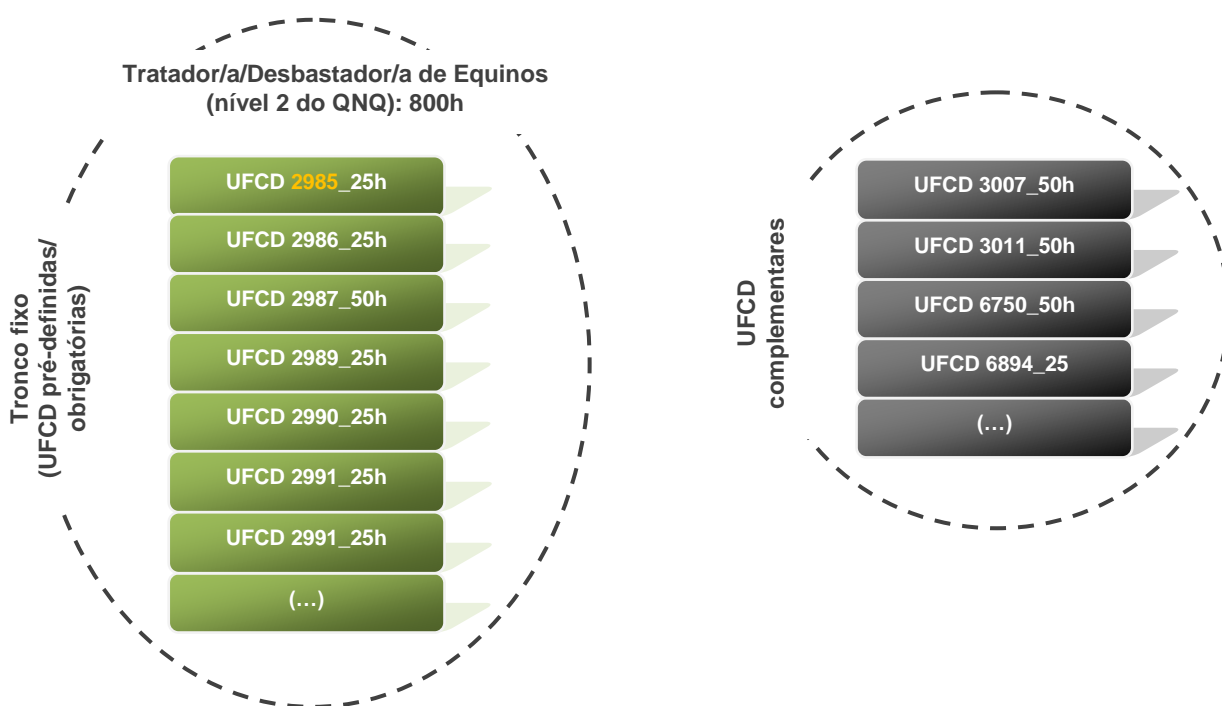 Tratador/a/Desbastador/a de Equinos
(nível 2 do QNQ): 800h
Tronco fixo
(UFCD pré-definidas/
obrigatórias)
UFCD 2985_25h
UFCD 2986_25h
UFCD 2987_50h
UFCD 2989_25h
UFCD 2990_25h
UFCD 2991_25h
UFCD 2991_25h
(...)
UFCD
complementares
UFCD 3007_50h
UFCD 3011_50h
UFCD 6750_50h
UFCD 6894_25
(...)